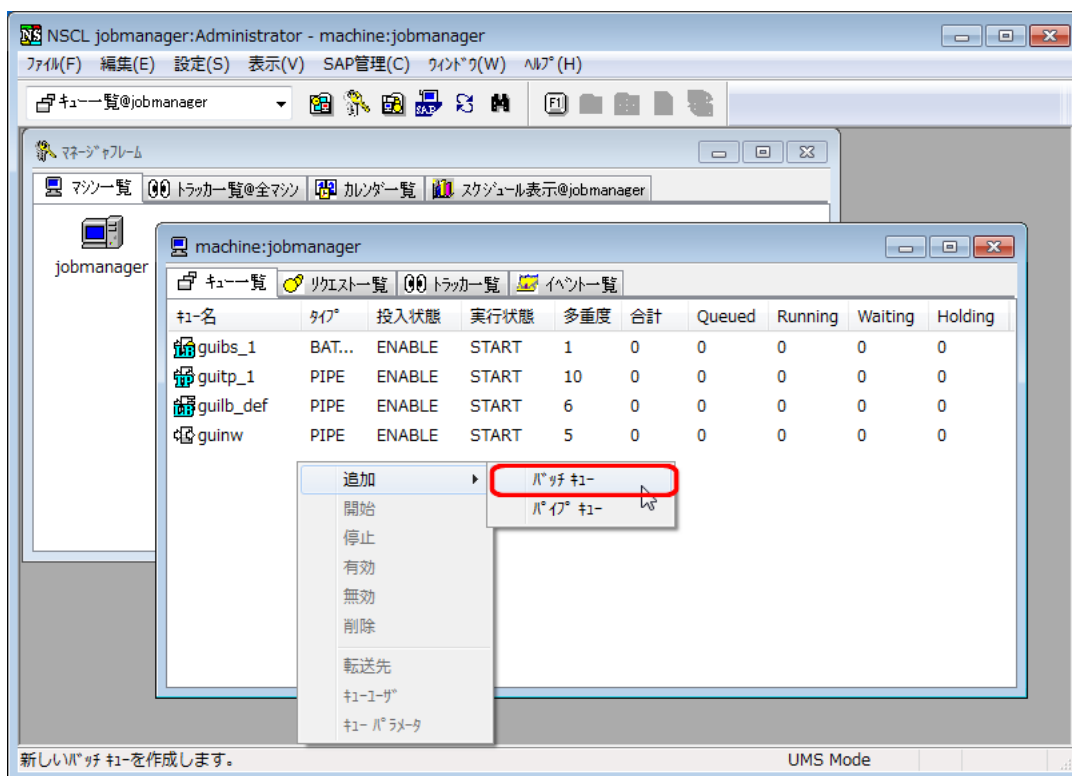 NSCL jobmanager:Administrator - machine:jobmanager
ﾌｧｲﾙ(F) 編集(E) 設定(S) 表示(V) SAP管理(C) ｳｨﾝﾄﾞｳ(W) ﾍﾙﾌﾟ(H)
ｷｭｰ一覧@jobmanager
SAP
F1
ﾏﾈｰｼﾞｬﾌﾚｰﾑ
ﾏｼﾝ一覧 ﾄﾗｯｶ一覧@全ﾏｼﾝ ｶﾚﾝﾀﾞ一覧 ｽｹｼﾞｭｰﾙ表示@jobmanager
jobmanager
machine:jobmanager
ｷｭｰ一覧 ﾘｸｴｽﾄ一覧 ﾄﾗｯｶ一覧 ｲﾍﾞﾝﾄ一覧
ｷｭｰ名 ﾀｲﾌﾟ 投入状態 実行状態 多重度 合計 Queued Running Waiting Holding
guibs_1 BAT... ENABLE START 1 0 0 0 0 0
guitp_1 PIPE ENABLE START 10 0 0 0 0 0
guilb_def PIPE ENABLE START 6 0 0 0 0 0
guinw PIPE ENABLE START 5 0 0 0 0 0
追加
開始
停止
有効
無効
削除
転送先
ｷｭｰﾕｰｻﾞ
ｷｭｰ ﾊﾟﾗﾒｰﾀ
ﾊﾞｯﾁ ｷｭｰ
ﾊﾟｲﾌﾟ ｷｭｰ
新しいﾊﾞｯﾁ ｷｭｰを作成します。 UMS Mode